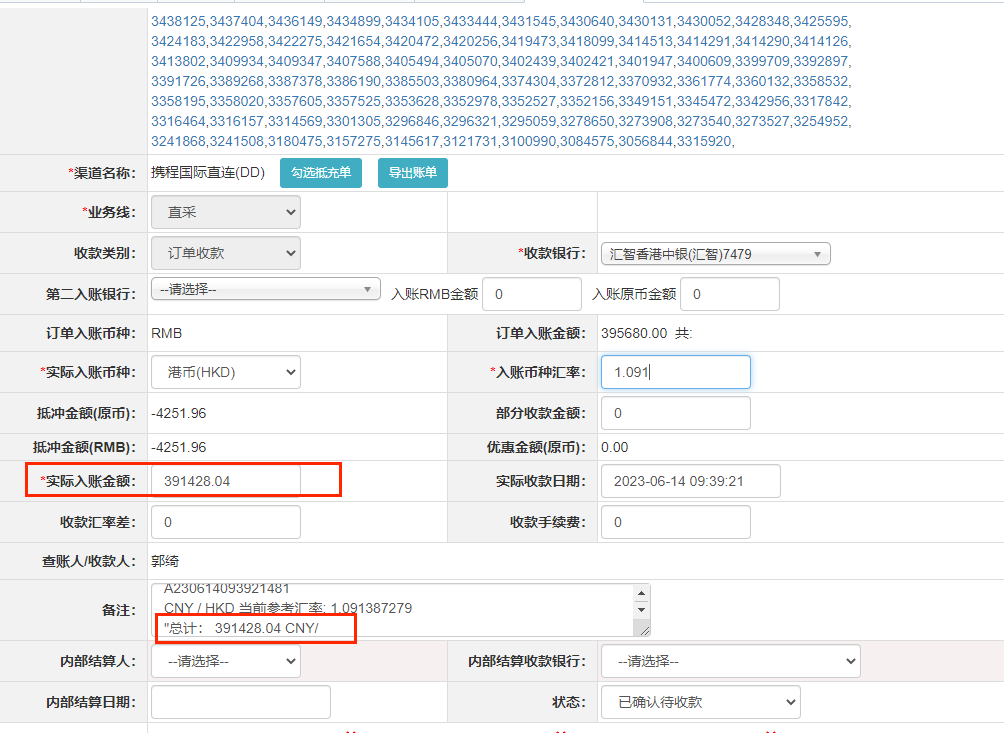 3438125,3437404,3436149,3434899,3434105,3433444,3431545,3430640,3430131,3430052,3428348,3425595,
3424183,3422958,3422275,3421654,3420472,3420256,3419473,3418099,3414513,3414291,3414290,3414126,
3413802,3409934,3409347,3407588,3405494,3405070,3402439,3402421,3401947,3400609,3399709,3392897,
3391726,3389268,3387378,3386190,3385503,3380964,3374304,3372812,3370932,3361774,3360132,3358532,
3358195,3358020,3357605,3357525,3353628,3352978,3352527,3352156,3349151,3345472,3342956,3317842,
3316464,3316157,3314569,3301305,3296846,3296321,3295059,3278650,3273908,3273540,3273527,3254952,
3241868,3241508,3180475,3157275,3145617,3121731,3100990,3084575,3056844,3315920,
*渠道名称: 携程国际直连(DD) 勾选抵充单 导出账单
*业务线: 直采
收款类别: 订单收款 *收款银行: 汇智香港中银(汇智)7479
第二入账银行: --请选择-- 入账RMB金额 0 入账原币金额 0
订单入账币种: RMB 订单入账金额: 395680.00 共:
*实际入账币种: 港币(HKD) *入账币种汇率: 1.091
抵冲金额(原币): -4251.96 部分收款金额: 0
抵冲金额(RMB): -4251.96 优惠金额(原币): 0.00
*实际入账金额: 391428.04 实际收款日期: 2023-06-14 09:39:21
收款汇率差: 0 收款手续费: 0
查账人/收款人: 郭绮
A230614093921481
备注: CNY / HKD 当前参考汇率: 1.091387279
"总计： 391428.04 CNY/
内部结算人: --请选择-- 内部结算收款银行: --请选择--
内部结算日期: 状态: 已确认待收款